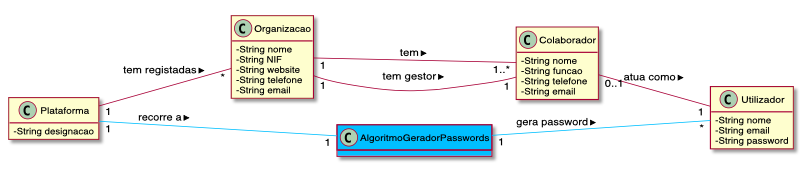 C Organizacao
-String nome
-String NIF
-String website
-String telefone
-String email
C Colaborador
-String nome
-String funcao
-String telefone
-String email
C Utilizador
-String nome
-String email
-String password
C Plataforma
-String designacao
C AlgoritmoGeradorPasswords
tem registadas►
1
*
tem►
1
1..*
tem gestor►
1
1
atua como►
0..1
1
recorre a►
1
1
gera password►
1
*